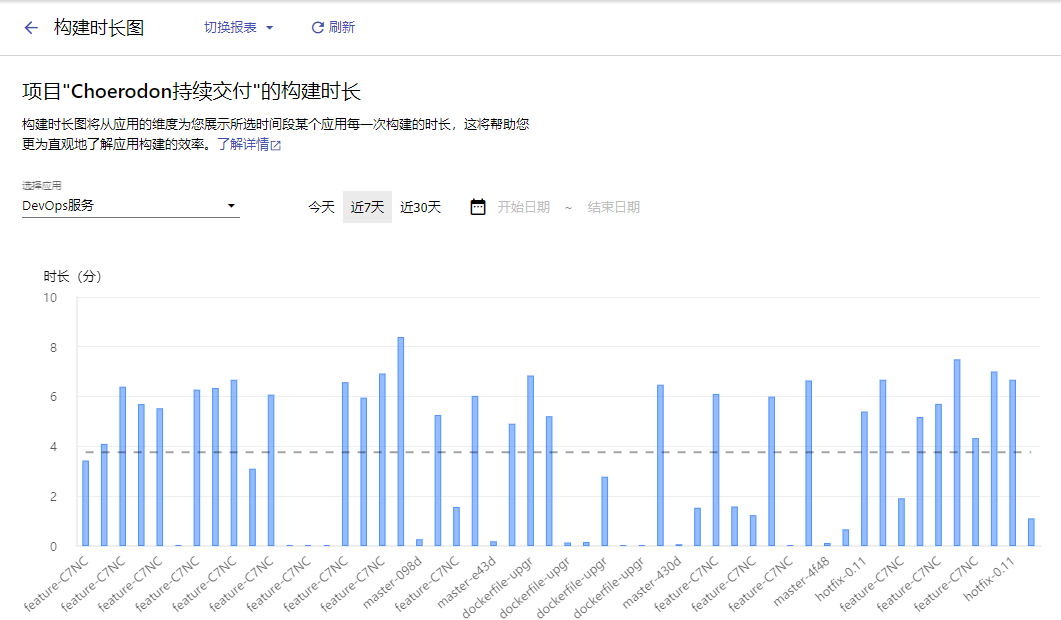 构建时长图 切换报表 刷新
项目"Choerodon持续交付"的构建时长
构建时长图将从应用的维度为您展示所选时间段某个应用每一次构建的时长，这将帮助您
更为直观地了解应用构建的效率。了解详情
选择应用
DevOps服务 今天 近7天 近30天 开始日期 ~ 结束日期
时长（分）
10
8
6
4
2
0
feature-C7NC
feature-C7NC
feature-C7NC
feature-C7NC
feature-C7NC
feature-C7NC
feature-C7NC
feature-C7NC
feature-C7NC
master-098d
feature-C7NC
master-e43d
dockerfile-upgr
dockerfile-upgr
dockerfile-upgr
dockerfile-upgr
master-430d
feature-C7NC
feature-C7NC
feature-C7NC
master-4f48
hotfix-0.11
feature-C7NC
feature-C7NC
feature-C7NC
hotfix-0.11